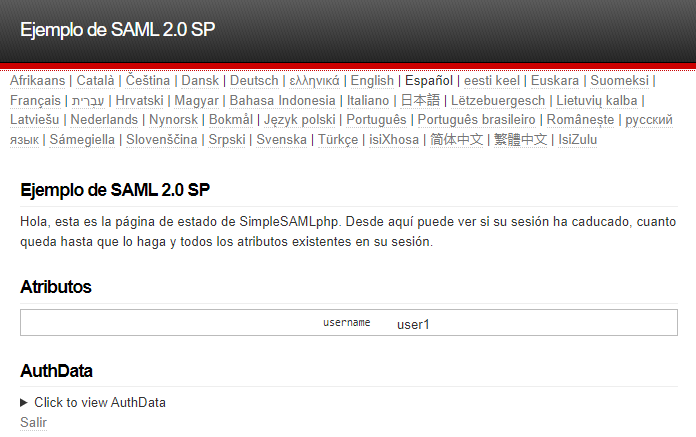 Ejemplo de SAML 2.0 SP
Afrikaans | Català | Čeština | Dansk | Deutsch | ελληνικά | English | Español | eesti keel | Euskara | Suomeksi |
Français | עִבְרִית | Hrvatski | Magyar | Bahasa Indonesia | Italiano | 日本語 | Lëtzebuergesch | Lietuvių kalba |
Latviešu | Nederlands | Nynorsk | Bokmål | Język polski | Português | Português brasileiro | Românește | русский
язык | Sámegiella | Slovenščina | Srpski | Svenska | Türkçe | isiXhosa | 简体中文 | 繁體中文 | IsiZulu
Ejemplo de SAML 2.0 SP
Hola, esta es la página de estado de SimpleSAMLphp. Desde aquí puede ver si su sesión ha caducado, cuanto
queda hasta que lo haga y todos los atributos existentes en su sesión.
Atributos
username user1
AuthData
Click to view AuthData
Salir